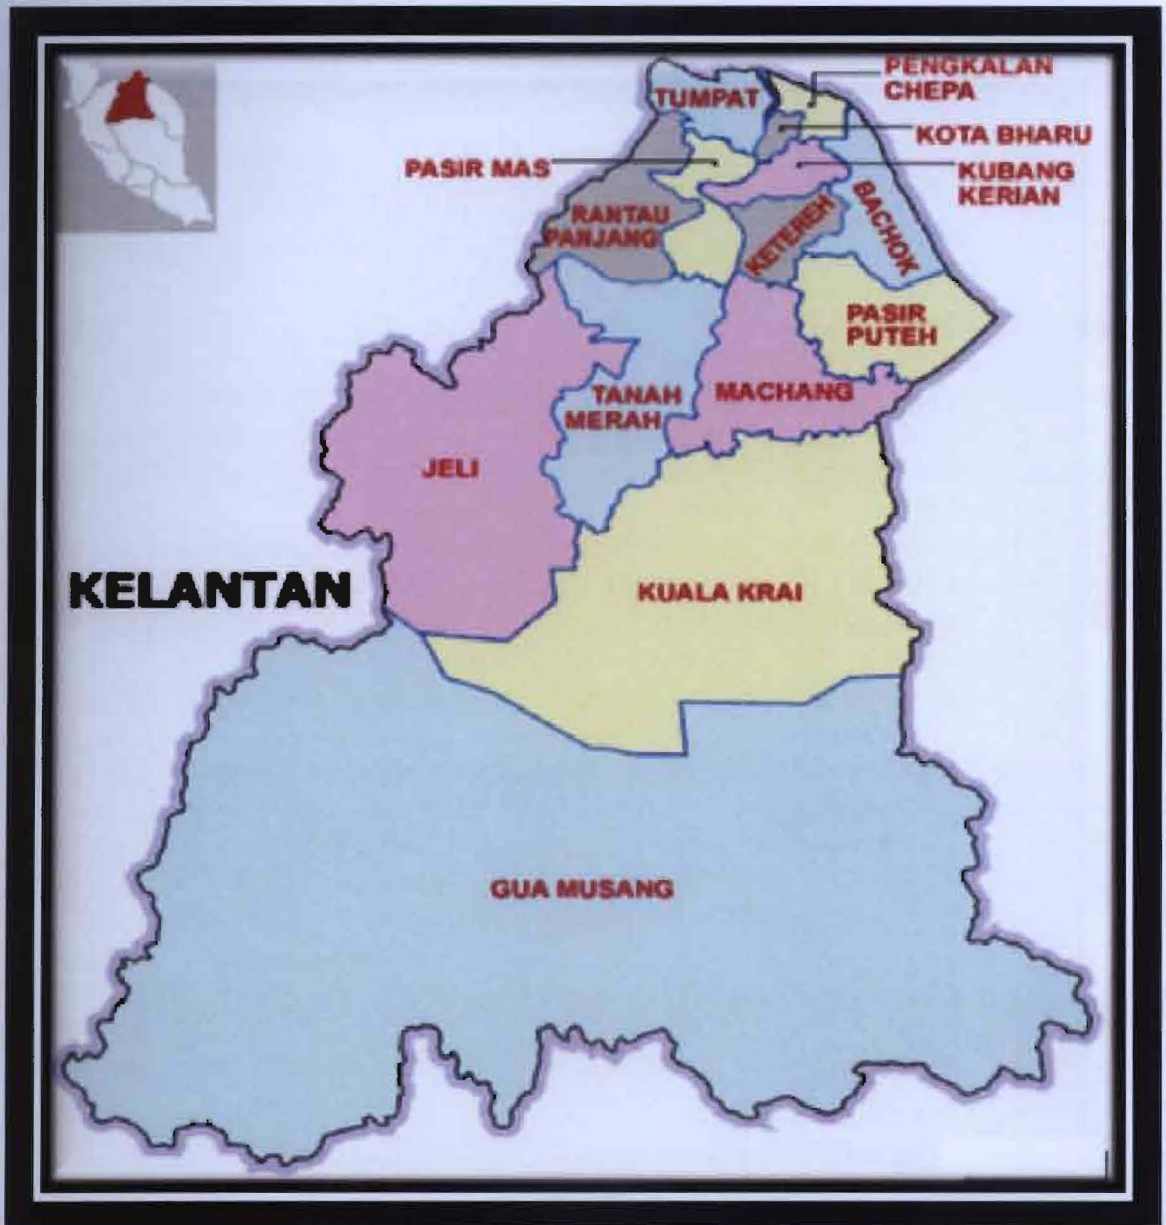 PENGKALAN
CHEPA
TUMPAT
KOTA BHARU
PASIR MAS
KUBANG
KERIAN
RANTAU
PANJANG
KETEREH
BACHOK
PASIR
PUTEH
TANAH
MERAH
MACHANG
JELI
KELANTAN
KUALA KRAI
GUA MUSANG